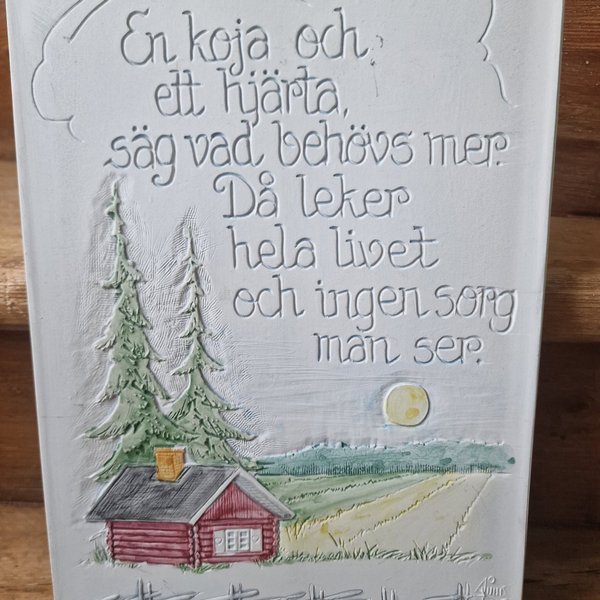 En koja och
ett hjärta,
säg vad behövs mer.
Då leker
hela livet
och ingen sorg
man ser.